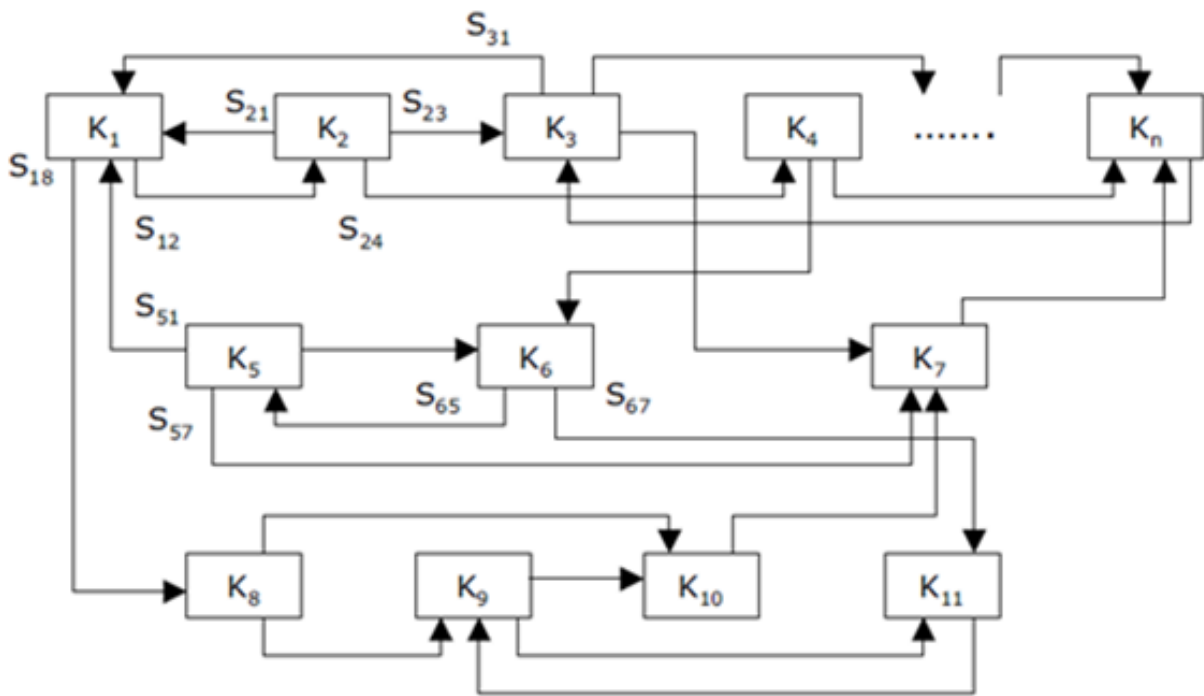 S₃₁
K₁ S₂₁ K₂ S₂₃ K₃ K₄ ....... Kₙ
S₁₈
S₁₂ S₂₄
S₅₁
K₅ K₆ K₇
S₅₇ S₆₅ S₆₇
K₈ K₉ K₁₀ K₁₁